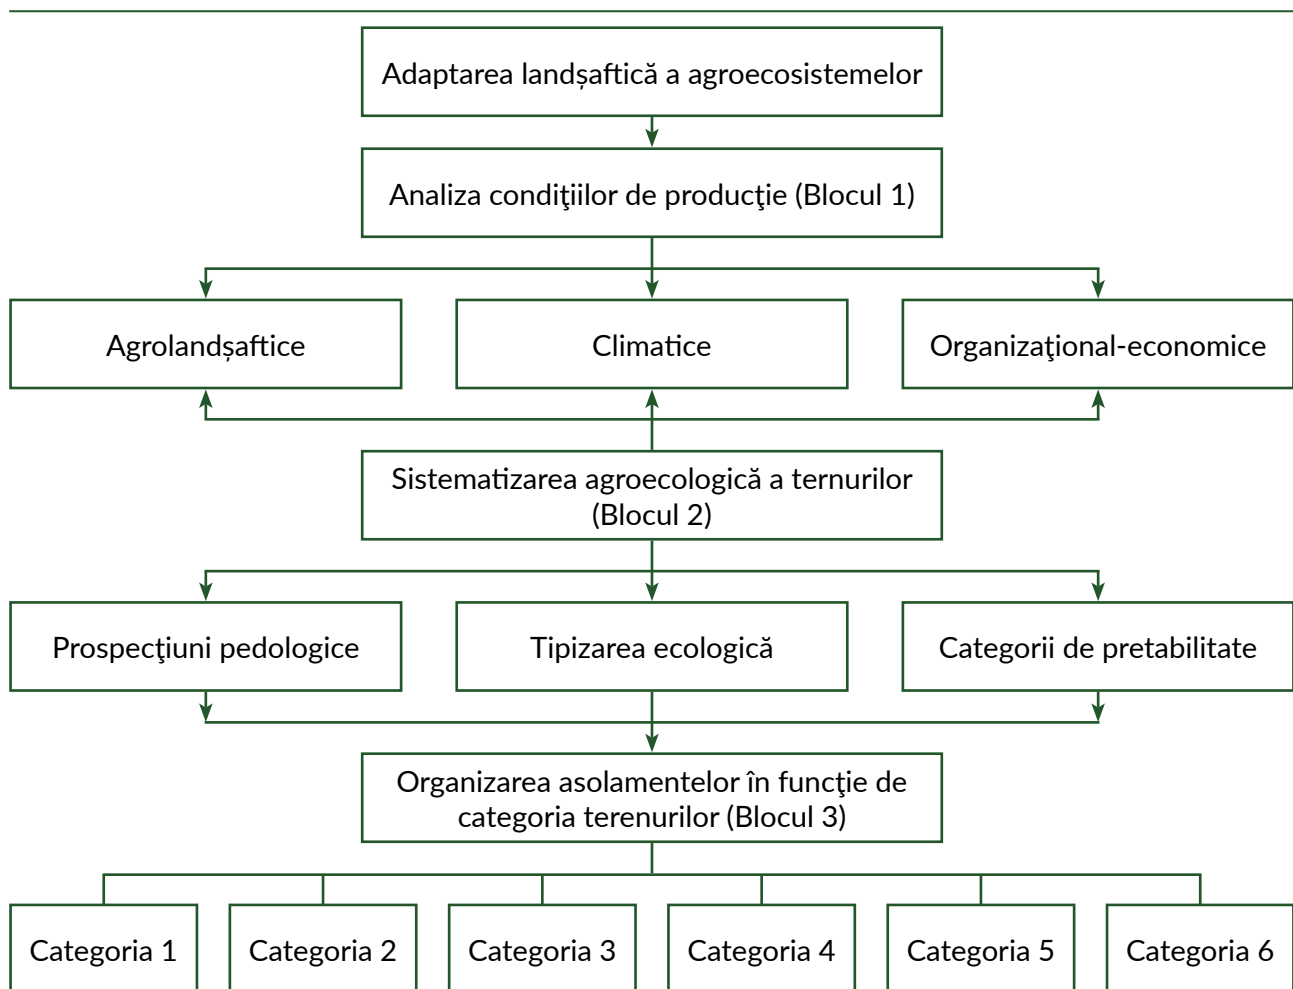 Adaptarea landșaftică a agroecosistemelor
Analiza condiţiilor de producţie (Blocul 1)
Agrolandșaftice
Climatice
Organizaţional-economice
Sistematizarea agroecologică a ternurilor
(Blocul 2)
Prospecţiuni pedologice
Tipizarea ecologică
Categorii de pretabilitate
Organizarea asolamentelor în funcţie de
categoria terenurilor (Blocul 3)
Categoria 1
Categoria 2
Categoria 3
Categoria 4
Categoria 5
Categoria 6